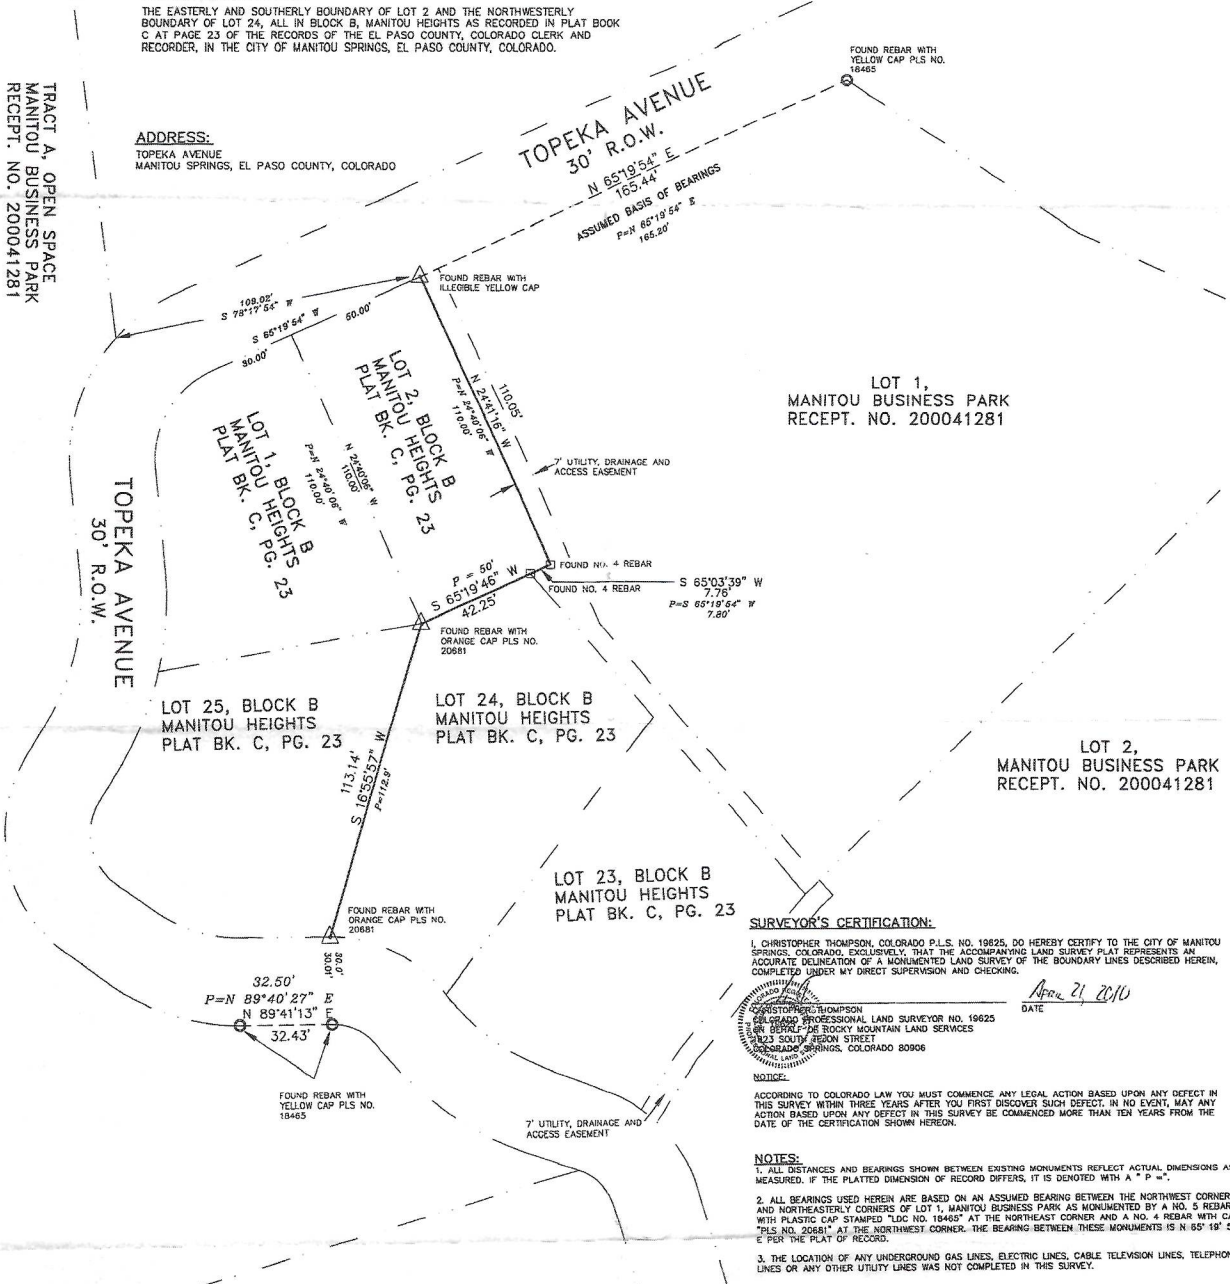 THE EASTERLY AND SOUTHERLY BOUNDARY OF LOT 2 AND THE NORTHWESTERLY
BOUNDARY OF LOT 24, ALL IN BLOCK B, MANITOU HEIGHTS AS RECORDED IN PLAT BOOK
C AT PAGE 23 OF THE RECORDS OF THE EL PASO COUNTY, COLORADO CLERK AND
RECORDER, IN THE CITY OF MANITOU SPRINGS, EL PASO COUNTY, COLORADO.
ADDRESS:
TOPEKA AVENUE
MANITOU SPRINGS, EL PASO COUNTY, COLORADO
TRACT A, OPEN SPACE
MANITOU BUSINESS PARK
RECEPT. NO. 200041281
FOUND REBAR WITH
YELLOW CAP PLS NO.
18465
TOPEKA AVENUE
30' R.O.W.
N 65°19'54" E
165.44'
ASSUMED BASIS OF BEARINGS
P=N 65°19'54" E
165.20'
FOUND REBAR WITH
ILLEGIBLE YELLOW CAP
109.02'
S 78°17'54" W
S 65°19'54" W
60.00'
30.00'
LOT 2, BLOCK B
MANITOU HEIGHTS
PLAT BK. C, PG. 23
110.05'
N 24°41'16" W
P=N 24°40'06" W
110.00'
LOT 1,
MANITOU BUSINESS PARK
RECEPT. NO. 200041281
LOT 1, BLOCK B
MANITOU HEIGHTS
PLAT BK. C, PG. 23
N 24°40'06" W
110.00'
P=N 24°40'06" W
110.00'
7' UTILITY, DRAINAGE AND
ACCESS EASEMENT
TOPEKA AVENUE
30' R.O.W.
P = 50'
S 65°19'46" W
42.25'
FOUND NO. 4 REBAR
FOUND NO. 4 REBAR
S 65°03'39" W
7.76'
P=S 65°19'54" W
7.80'
FOUND REBAR WITH
ORANGE CAP PLS NO.
20681
LOT 25, BLOCK B
MANITOU HEIGHTS
PLAT BK. C, PG. 23
LOT 24, BLOCK B
MANITOU HEIGHTS
PLAT BK. C, PG. 23
113.14'
S 16°55'57" W
P=112.9'
LOT 2,
MANITOU BUSINESS PARK
RECEPT. NO. 200041281
LOT 23, BLOCK B
MANITOU HEIGHTS
PLAT BK. C, PG. 23
FOUND REBAR WITH
ORANGE CAP PLS NO.
20681
30.0'
30.01'
32.50'
P=N 89°40'27" E
N 89°41'13" E
32.43'
FOUND REBAR WITH
YELLOW CAP PLS NO.
18465
7' UTILITY, DRAINAGE AND
ACCESS EASEMENT
SURVEYOR'S CERTIFICATION:
I, CHRISTOPHER THOMPSON, COLORADO P.L.S. NO. 19625, DO HEREBY CERTIFY TO THE CITY OF MANITOU
SPRINGS, COLORADO, EXCLUSIVELY, THAT THE ACCOMPANYING LAND SURVEY PLAT REPRESENTS AN
ACCURATE DELINEATION OF A MONUMENTED LAND SURVEY OF THE BOUNDARY LINES DESCRIBED HEREIN,
COMPLETED UNDER MY DIRECT SUPERVISION AND CHECKING.
April 21, 2010
DATE
CHRISTOPHER THOMPSON
COLORADO PROFESSIONAL LAND SURVEYOR NO. 19625
ON BEHALF OF ROCKY MOUNTAIN LAND SERVICES
SOUTH TEJON STREET
COLORADO SPRINGS, COLORADO 80906
NOTICE:
ACCORDING TO COLORADO LAW YOU MUST COMMENCE ANY LEGAL ACTION BASED UPON ANY DEFECT IN
THIS SURVEY WITHIN THREE YEARS AFTER YOU FIRST DISCOVER SUCH DEFECT. IN NO EVENT, MAY ANY
ACTION BASED UPON ANY DEFECT IN THIS SURVEY BE COMMENCED MORE THAN TEN YEARS FROM THE
DATE OF THE CERTIFICATION SHOWN HEREON.
NOTES:
1. ALL DISTANCES AND BEARINGS SHOWN BETWEEN EXISTING MONUMENTS REFLECT ACTUAL DIMENSIONS AS
MEASURED. IF THE PLATTED DIMENSION OF RECORD DIFFERS, IT IS DENOTED WITH A " P =".
2. ALL BEARINGS USED HEREIN ARE BASED ON AN ASSUMED BEARING BETWEEN THE NORTHWEST CORNER
AND NORTHEASTERLY CORNERS OF LOT 1, MANITOU BUSINESS PARK AS MONUMENTED BY A NO. 5 REBAR
WITH PLASTIC CAP STAMPED "LDC NO. 18465" AT THE NORTHEAST CORNER AND A NO. 4 REBAR WITH CA
"PLS NO. 20681" AT THE NORTHWEST CORNER. THE BEARING BETWEEN THESE MONUMENTS IS N 65° 19' 5
E PER THE PLAT OF RECORD.
3. THE LOCATION OF ANY UNDERGROUND GAS LINES, ELECTRIC LINES, CABLE TELEVISION LINES, TELEPHON
LINES OR ANY OTHER UTILITY LINES WAS NOT COMPLETED IN THIS SURVEY.